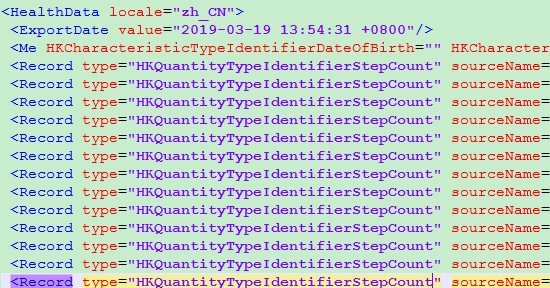 <HealthData locale="zh_CN">
<ExportDate value="2019-03-19 13:54:31 +0800"/>
<Me HKCharacteristicTypeIdentifierDateOfBirth="" HKCharacter
<Record type="HKQuantityTypeIdentifierStepCount" sourceName=
<Record type="HKQuantityTypeIdentifierStepCount" sourceName=
<Record type="HKQuantityTypeIdentifierStepCount" sourceName=
<Record type="HKQuantityTypeIdentifierStepCount" sourceName=
<Record type="HKQuantityTypeIdentifierStepCount" sourceName=
<Record type="HKQuantityTypeIdentifierStepCount" sourceName=
<Record type="HKQuantityTypeIdentifierStepCount" sourceName=
<Record type="HKQuantityTypeIdentifierStepCount" sourceName=
<Record type="HKQuantityTypeIdentifierStepCount" sourceName=
<Record type="HKQuantityTypeIdentifierStepCount" sourceName=
<Record type="HKQuantityTypeIdentifierStepCount" sourceName=
<Record type="HKQuantityTypeIdentifierStepCount" sourceName=
<Record type="HKQuantityTypeIdentifierStepCount" sourceName=